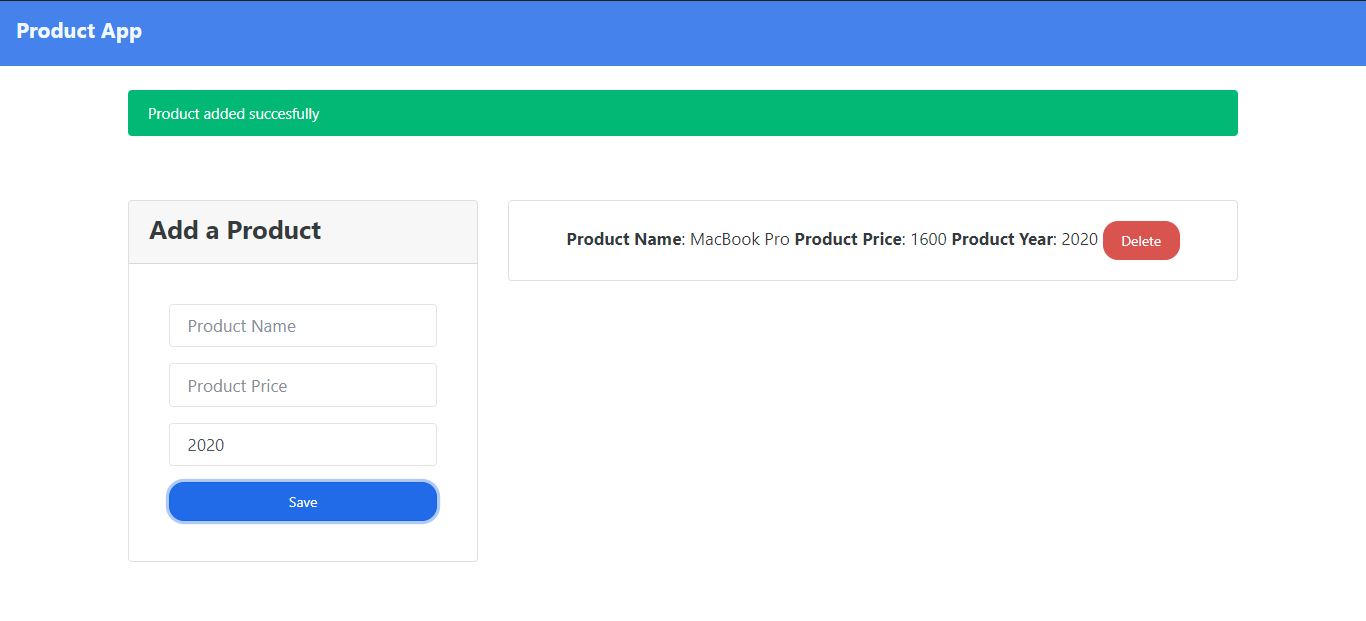 Product App
Product added succesfully
Add a Product
Product Name
Product Price
2020
Save
Product Name: MacBook Pro Product Price: 1600 Product Year: 2020 Delete